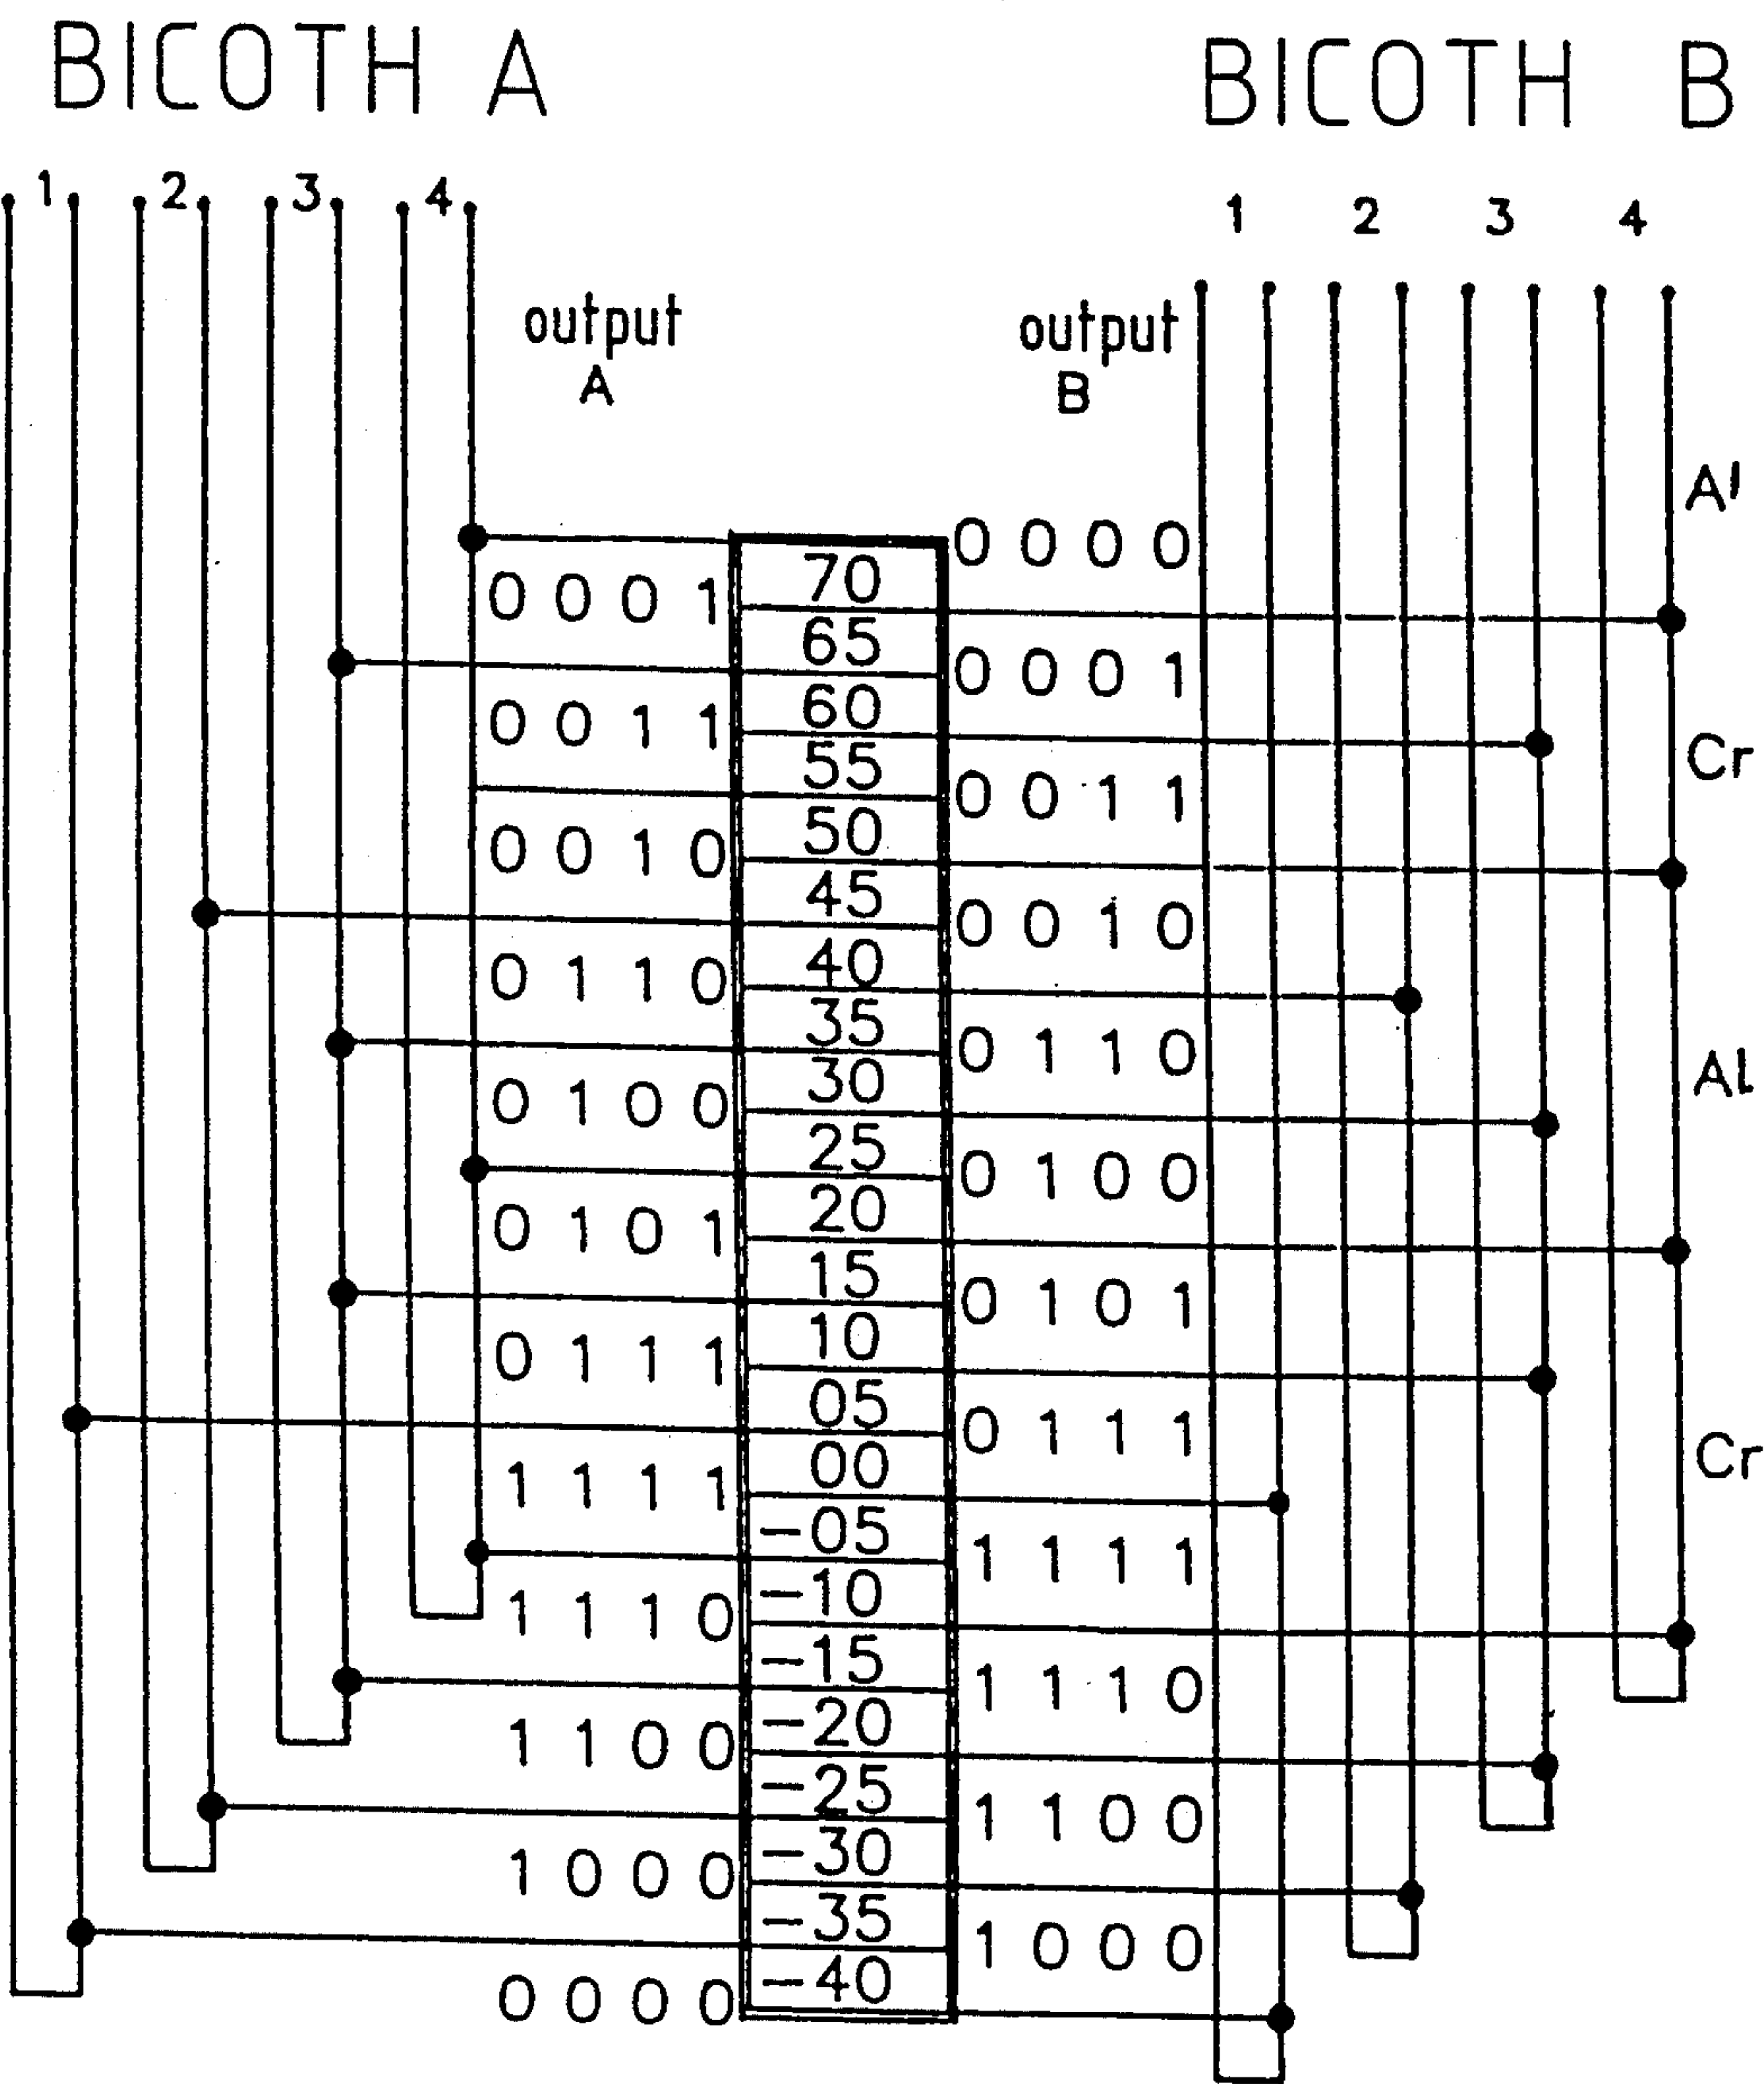 BICOTH A BICOTH B
1 2 3 4 1 2 3 4
output A output B
Al
0 0 0 0
70
0 0 0 1
65
0 0 0 1
60
0 0 1 1
Cr
55
0 0 1 1
50
0 0 1 0
45
0 0 1 0
40
0 1 1 0
35
0 1 1 0
30
Al
0 1 0 0
25
0 1 0 0
20
0 1 0 1
15
0 1 0 1
10
0 1 1 1
05
0 1 1 1
Cr
00
1 1 1 1
-05
1 1 1 1
-10
1 1 1 0
-15
1 1 1 0
-20
1 1 0 0
-25
1 1 0 0
-30
1 0 0 0
-35
1 0 0 0
-40
0 0 0 0